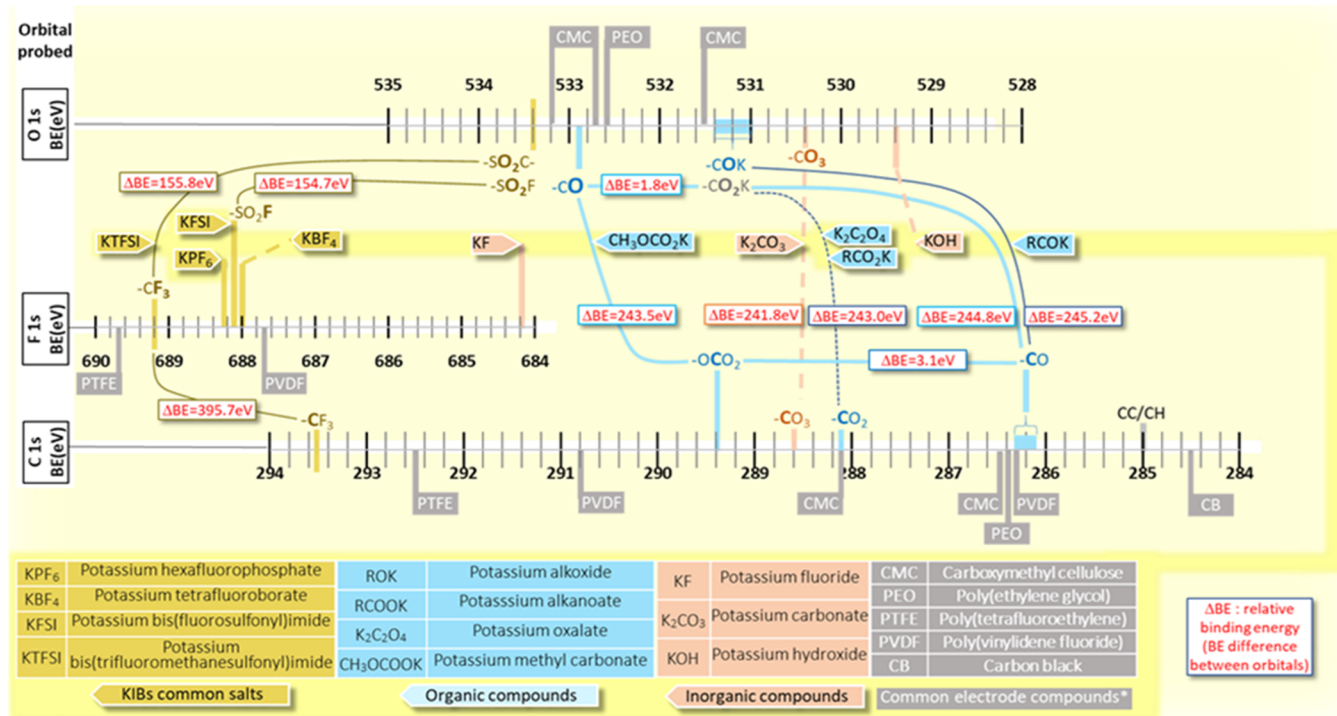 Orbital
probed
CMC
PEO
CMC
535 534 533 532 531 530 529 528
O 1s
BE(eV)
-SO2C-
-COK
-CO3
ΔBE=155.8eV
ΔBE=154.7eV
-SO2F
-CO
ΔBE=1.8eV
-CO2K
-SO2F
KFSI
KTFSI
KBF4
KPF6
KF
CH3OCO2K
K2CO3
K2C2O4
RCO2K
KOH
RCOK
-CF3
ΔBE=243.5eV
ΔBE=241.8eV
ΔBE=243.0eV
ΔBE=244.8eV
ΔBE=245.2eV
F 1s
BE(eV)
690 689 688 687 686 685 684
PTFE
PVDF
-OCO2
ΔBE=3.1eV
-CO
ΔBE=395.7eV
-CF3
-CO3
-CO2
CC/CH
C 1s
BE(eV)
294 293 292 291 290 289 288 287 286 285 284
PTFE
PVDF
CMC
CMC
PEO
PVDF
CB
KPF6 Potassium hexafluorophosphate
KBF4 Potassium tetrafluoroborate
KFSI Potassium bis(fluorosulfonyl)imide
KTFSI Potassium
bis(trifluoromethanesulfonyl)imide
KIBs common salts
ROK Potassium alkoxide
RCOOK Potasssium alkanoate
K2C2O4 Potassium oxalate
CH3OCOOK Potassium methyl carbonate
Organic compounds
KF Potassium fluoride
K2CO3 Potassium carbonate
KOH Potassium hydroxide
Inorganic compounds
CMC Carboxymethyl cellulose
PEO Poly(ethylene glycol)
PTFE Poly(tetrafluoroethylene)
PVDF Poly(vinylidene fluoride)
CB Carbon black
Common electrode compounds*
ΔBE : relative
binding energy
(BE difference
between orbitals)